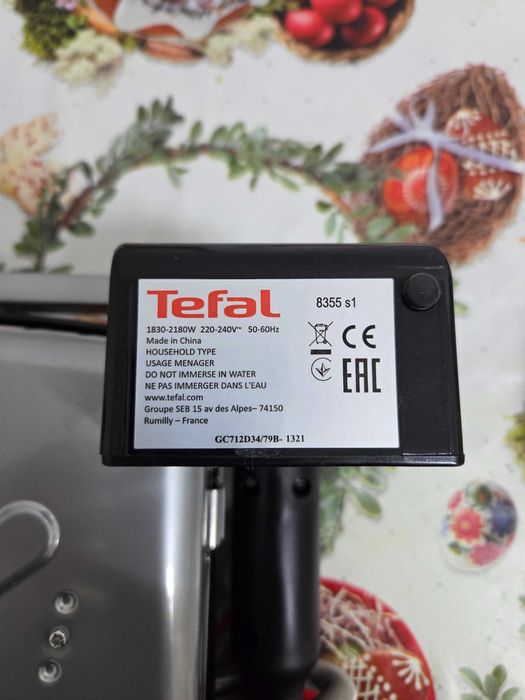 Tefal
8355 s1
1830-2180W 220-240V~ 50-60Hz
Made in China
HOUSEHOLD TYPE
USAGE MENAGER
DO NOT IMMERSE IN WATER
NE PAS IMMERGER DANS L'EAU
www.tefal.com
Groupe SEB 15 av des Alpes– 74150
Rumilly – France
CE
EAC
GC712D34/79B- 1321